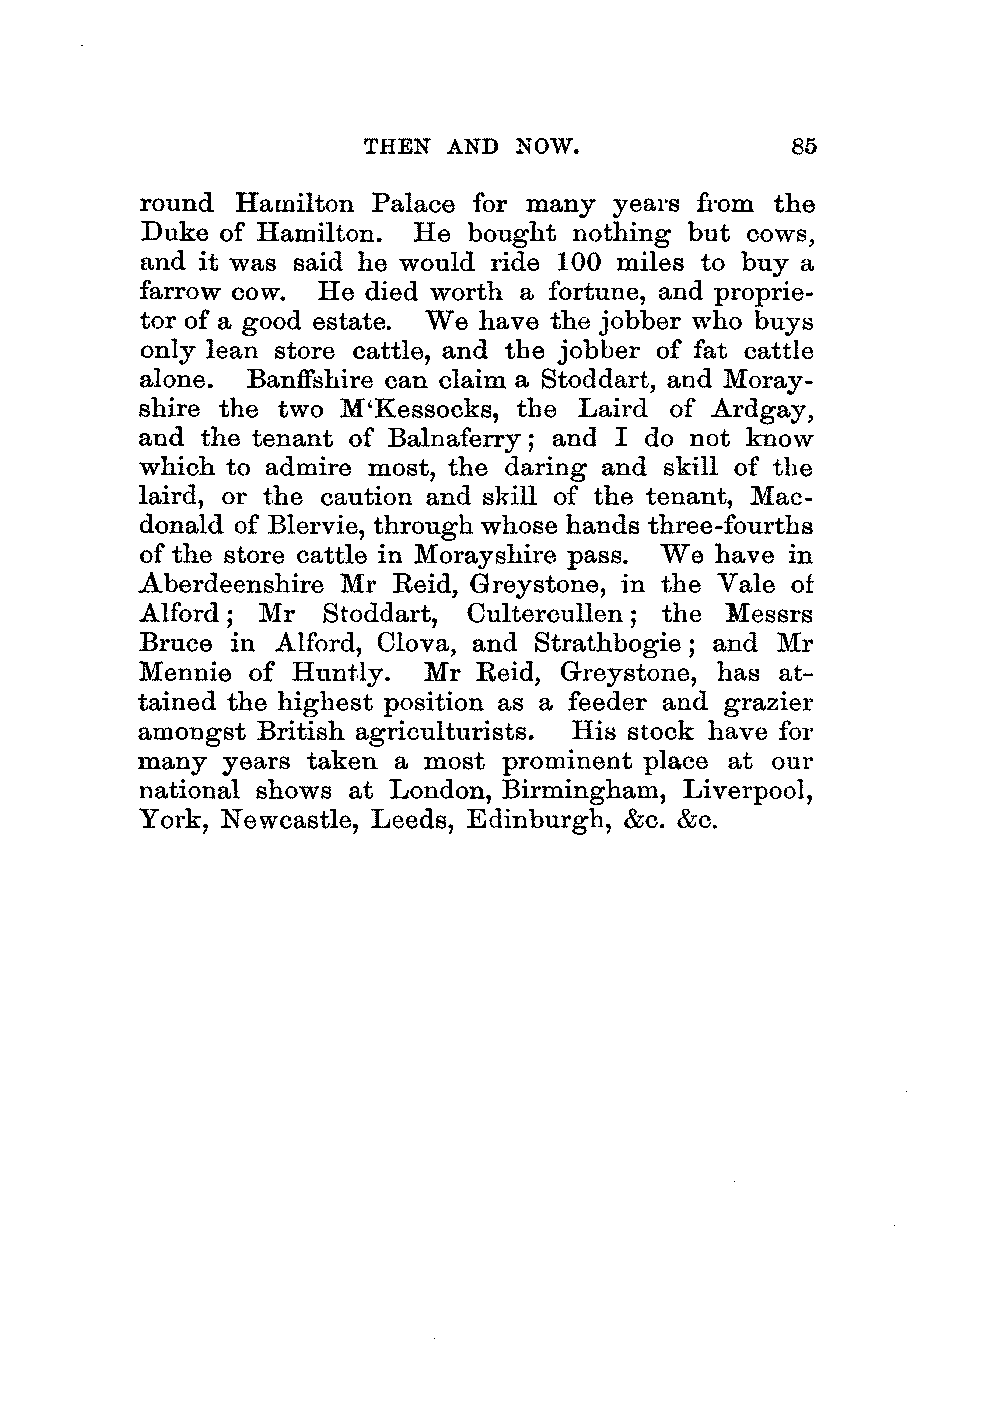 THEN AND NOW. 85
round Hamilton Palace for many years from the
Duke of Hamilton. He bought nothing but cows,
and it was said he would ride 100 miles to buy a
farrow cow. He died worth a fortune, and proprie-
tor of a good estate. We have the jobber who buys
only lean store cattle, and the jobber of fat cattle
alone. Banffshire can claim a Stoddart, and Moray-
shire the two M‘Kessocks, the Laird of Ardgay,
and the tenant of Balnaferry; and I do not know
which to admire most, the daring and skill of the
laird, or the caution and skill of the tenant, Mac-
donald of Blervie, through whose hands three-fourths
of the store cattle in Morayshire pass. We have in
Aberdeenshire Mr Reid, Greystone, in the Vale of
Alford; Mr Stoddart, Cultercullen; the Messrs
Bruce in Alford, Clova, and Strathbogie; and Mr
Mennie of Huntly. Mr Reid, Greystone, has at-
tained the highest position as a feeder and grazier
amongst British agriculturists. His stock have for
many years taken a most prominent place at our
national shows at London, Birmingham, Liverpool,
York, Newcastle, Leeds, Edinburgh, &c. &c.